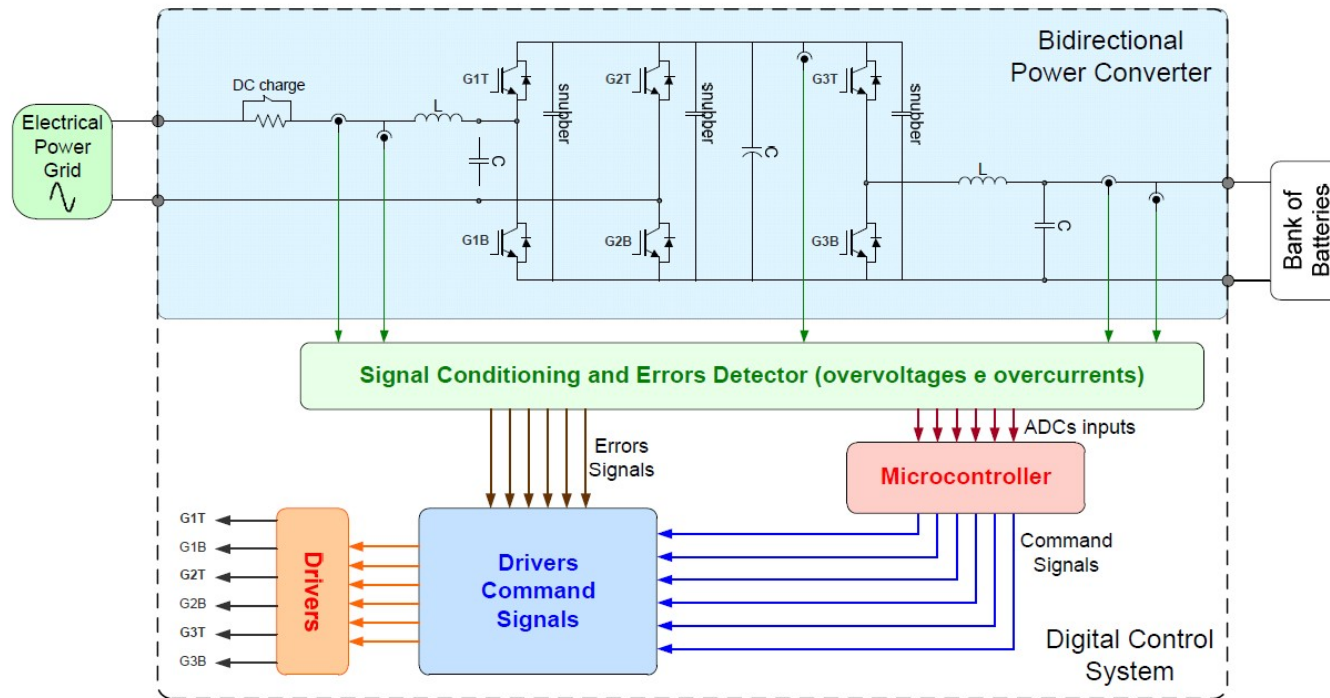 Bidirectional
Power Converter
DC charge
L
G1T
snubber
G2T
snubber
C
G3T
snubber
Electrical
Power
Grid
C
L
C
G1B
G2B
G3B
Bank of
Batteries
Signal Conditioning and Errors Detector (overvoltages e overcurrents)
Errors
Signals
ADCs inputs
Microcontroller
Command
Signals
G1T
G1B
G2T
G2B
G3T
G3B
Drivers
Drivers
Command
Signals
Digital Control
System